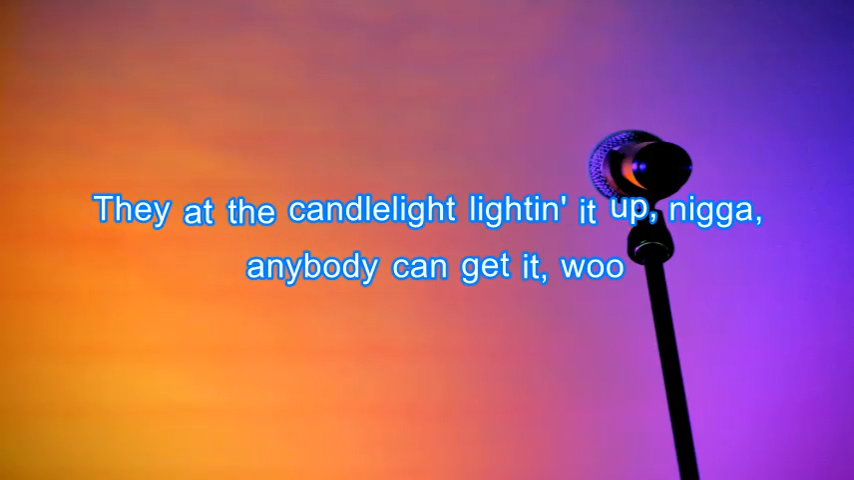 They at the candlelight lightin' it up, nigga,
anybody can get it, woo